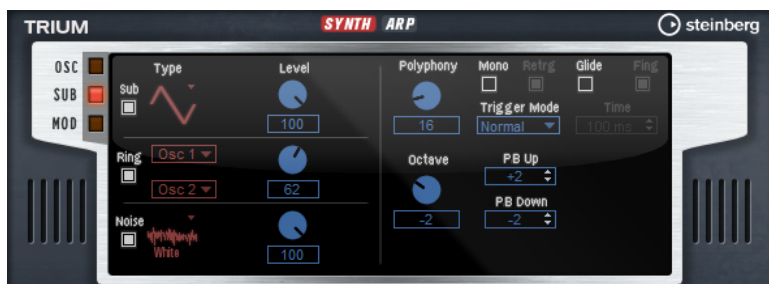 TRIUM SYNTH ARP steinberg
OSC
SUB
MOD
Type Level
Sub
100
Ring Osc 1
Osc 2 62
Noise
White 100
Polyphony Mono Retrg Glide Fing
Trigger Mode Time
16 Normal 100 ms
Octave PB Up
+2
PB Down
-2 -2